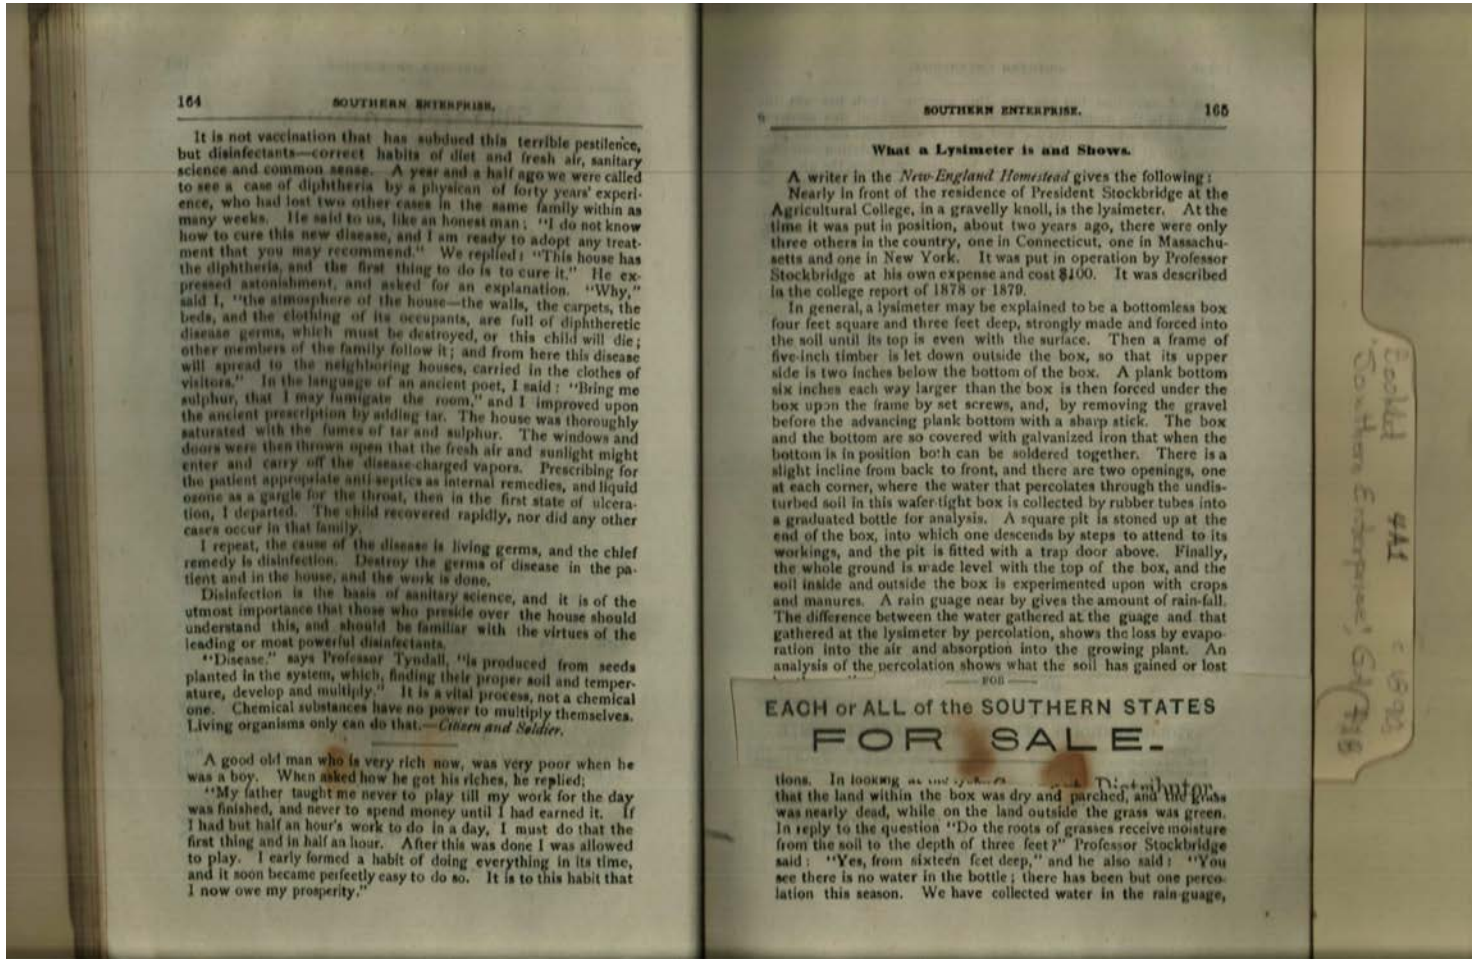 164
SOUTHERN ENTERPRISE.
It is not vaccination that has subdued this terrible pestilence,
but disinfectants—correct habits of diet and fresh air, sanitary
science and common sense. A year and a half ago we were called
to see a case of diphtheria by a physican of forty years' experi-
ence, who had lost two other cases in the same family within as
many weeks. He said to us, like an honest man: "I do not know
how to cure this new disease, and I am ready to adopt any treat-
ment that you may recommend." We replied: "This house has
the diphtheria, and the first thing to do is to cure it." He ex-
pressed astonishment, and asked for an explanation. "Why,"
said I, "the atmosphere of the house—the walls, the carpets, the
beds, and the clothing of its occupants, are full of diphtheretic
disease germs, which must be destroyed, or this child will die;
other members of the family follow it; and from here this disease
will spread to the neighboring houses, carried in the clothes of
visitors." In the language of an ancient poet, I said: "Bring me
sulphur, that I may fumigate the room," and I improved upon
the ancient prescription by adding tar. The house was thoroughly
saturated with the fumes of tar and sulphur. The windows and
doors were then thrown open that the fresh air and sunlight might
enter and carry off the disease-charged vapors. Prescribing for
the patient appropriate anti-septics as internal remedies, and liquid
ozone as a gargle for the throat, then in the first state of ulcera-
tion, I departed. The child recovered rapidly, nor did any other
cases occur in that family.
I repeat, the cause of the disease is living germs, and the chief
remedy is disinfection. Destroy the germs of disease in the pa-
tient and in the house, and the work is done.
Disinfection is the basis of sanitary science, and it is of the
utmost importance that those who preside over the house should
understand this, and should be familiar with the virtues of the
leading or most powerful disinfectants.
"Disease," says Professor Tyndall, "is produced from seeds
planted in the system, which, finding their proper soil and temper-
ature, develop and multiply." It is a vital process, not a chemical
one. Chemical substances have no power to multiply themselves.
Living organisms only can do that.—Citizen and Soldier.
A good old man who is very rich now, was very poor when he
was a boy. When asked how he got his riches, he replied:
"My father taught me never to play till my work for the day
was finished, and never to spend money until I had earned it. If
I had but half an hour's work to do in a day, I must do that the
first thing and in half an hour. After this was done I was allowed
to play. I early formed a habit of doing everything in its time,
and it soon became perfectly easy to do so. It is to this habit that
I now owe my prosperity."
SOUTHERN ENTERPRISE.
165
What a Lysimeter is and Shows.
A writer in the New-England Homestead gives the following:
Nearly in front of the residence of President Stockbridge at the
Agricultural College, in a gravelly knoll, is the lysimeter. At the
time it was put in position, about two years ago, there were only
three others in the country, one in Connecticut, one in Massachu-
setts and one in New York. It was put in operation by Professor
Stockbridge at his own expense and cost $100. It was described
in the college report of 1878 or 1879.
In general, a lysimeter may be explained to be a bottomless box
four feet square and three feet deep, strongly made and forced into
the soil until its top is even with the surface. Then a frame of
five-inch timber is let down outside the box, so that its upper
side is two inches below the bottom of the box. A plank bottom
six inches each way larger than the box is then forced under the
box upon the frame by set screws, and, by removing the gravel
before the advancing plank bottom with a sharp stick. The box
and the bottom are so covered with galvanized iron that when the
bottom is in position both can be soldered together. There is a
slight incline from back to front, and there are two openings, one
at each corner, where the water that percolates through the undis-
turbed soil in this wafer-tight box is collected by rubber tubes into
a graduated bottle for analysis. A square pit is stoned up at the
end of the box, into which one descends by steps to attend to its
workings, and the pit is fitted with a trap door above. Finally,
the whole ground is made level with the top of the box, and the
soil inside and outside the box is experimented upon with crops
and manures. A rain guage near by gives the amount of rain-fall.
The difference between the water gathered at the guage and that
gathered at the lysimeter by percolation, shows the loss by evapo-
ration into the air and absorption into the growing plant. An
analysis of the percolation shows what the soil has gained or lost
FOR
EACH or ALL of the SOUTHERN STATES
FOR SALE.
tions. In looking
Distributor
that the land within the box was dry and parched, and the grass
was nearly dead, while on the land outside the grass was green.
In reply to the question "Do the roots of grasses receive moisture
from the soil to the depth of three feet?" Professor Stockbridge
said: "Yes, from sixteen feet deep," and he also said: "You
see there is no water in the bottle; there has been but one perco-
lation this season. We have collected water in the rain-guage,
Booklet 441
"Southern Enterprise", GA